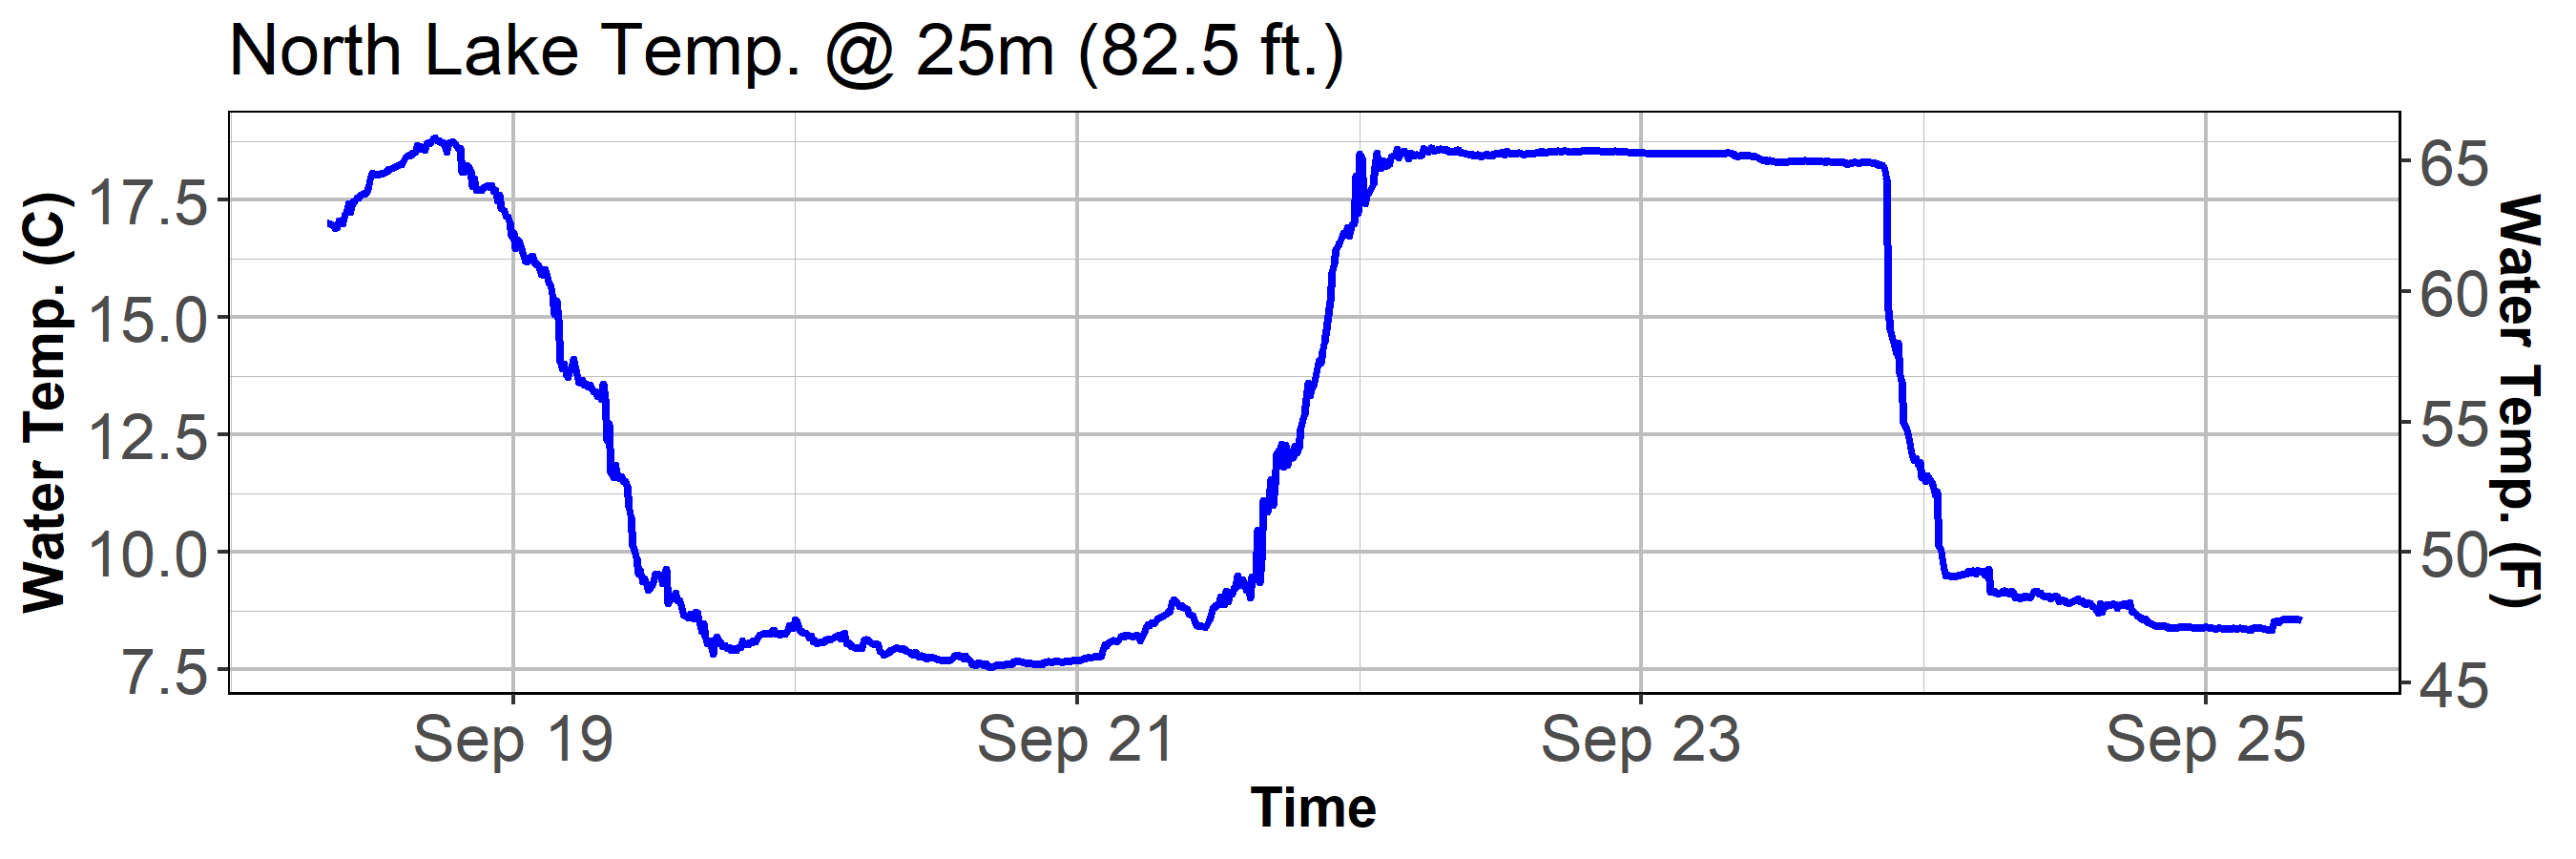 North Lake Temp. @ 25m (82.5 ft.)
Water Temp. (C)
17.5
15.0
12.5
10.0
7.5
65
60
55
50
45
Water Temp. (F)
Sep 19 Sep 21 Sep 23 Sep 25
Time